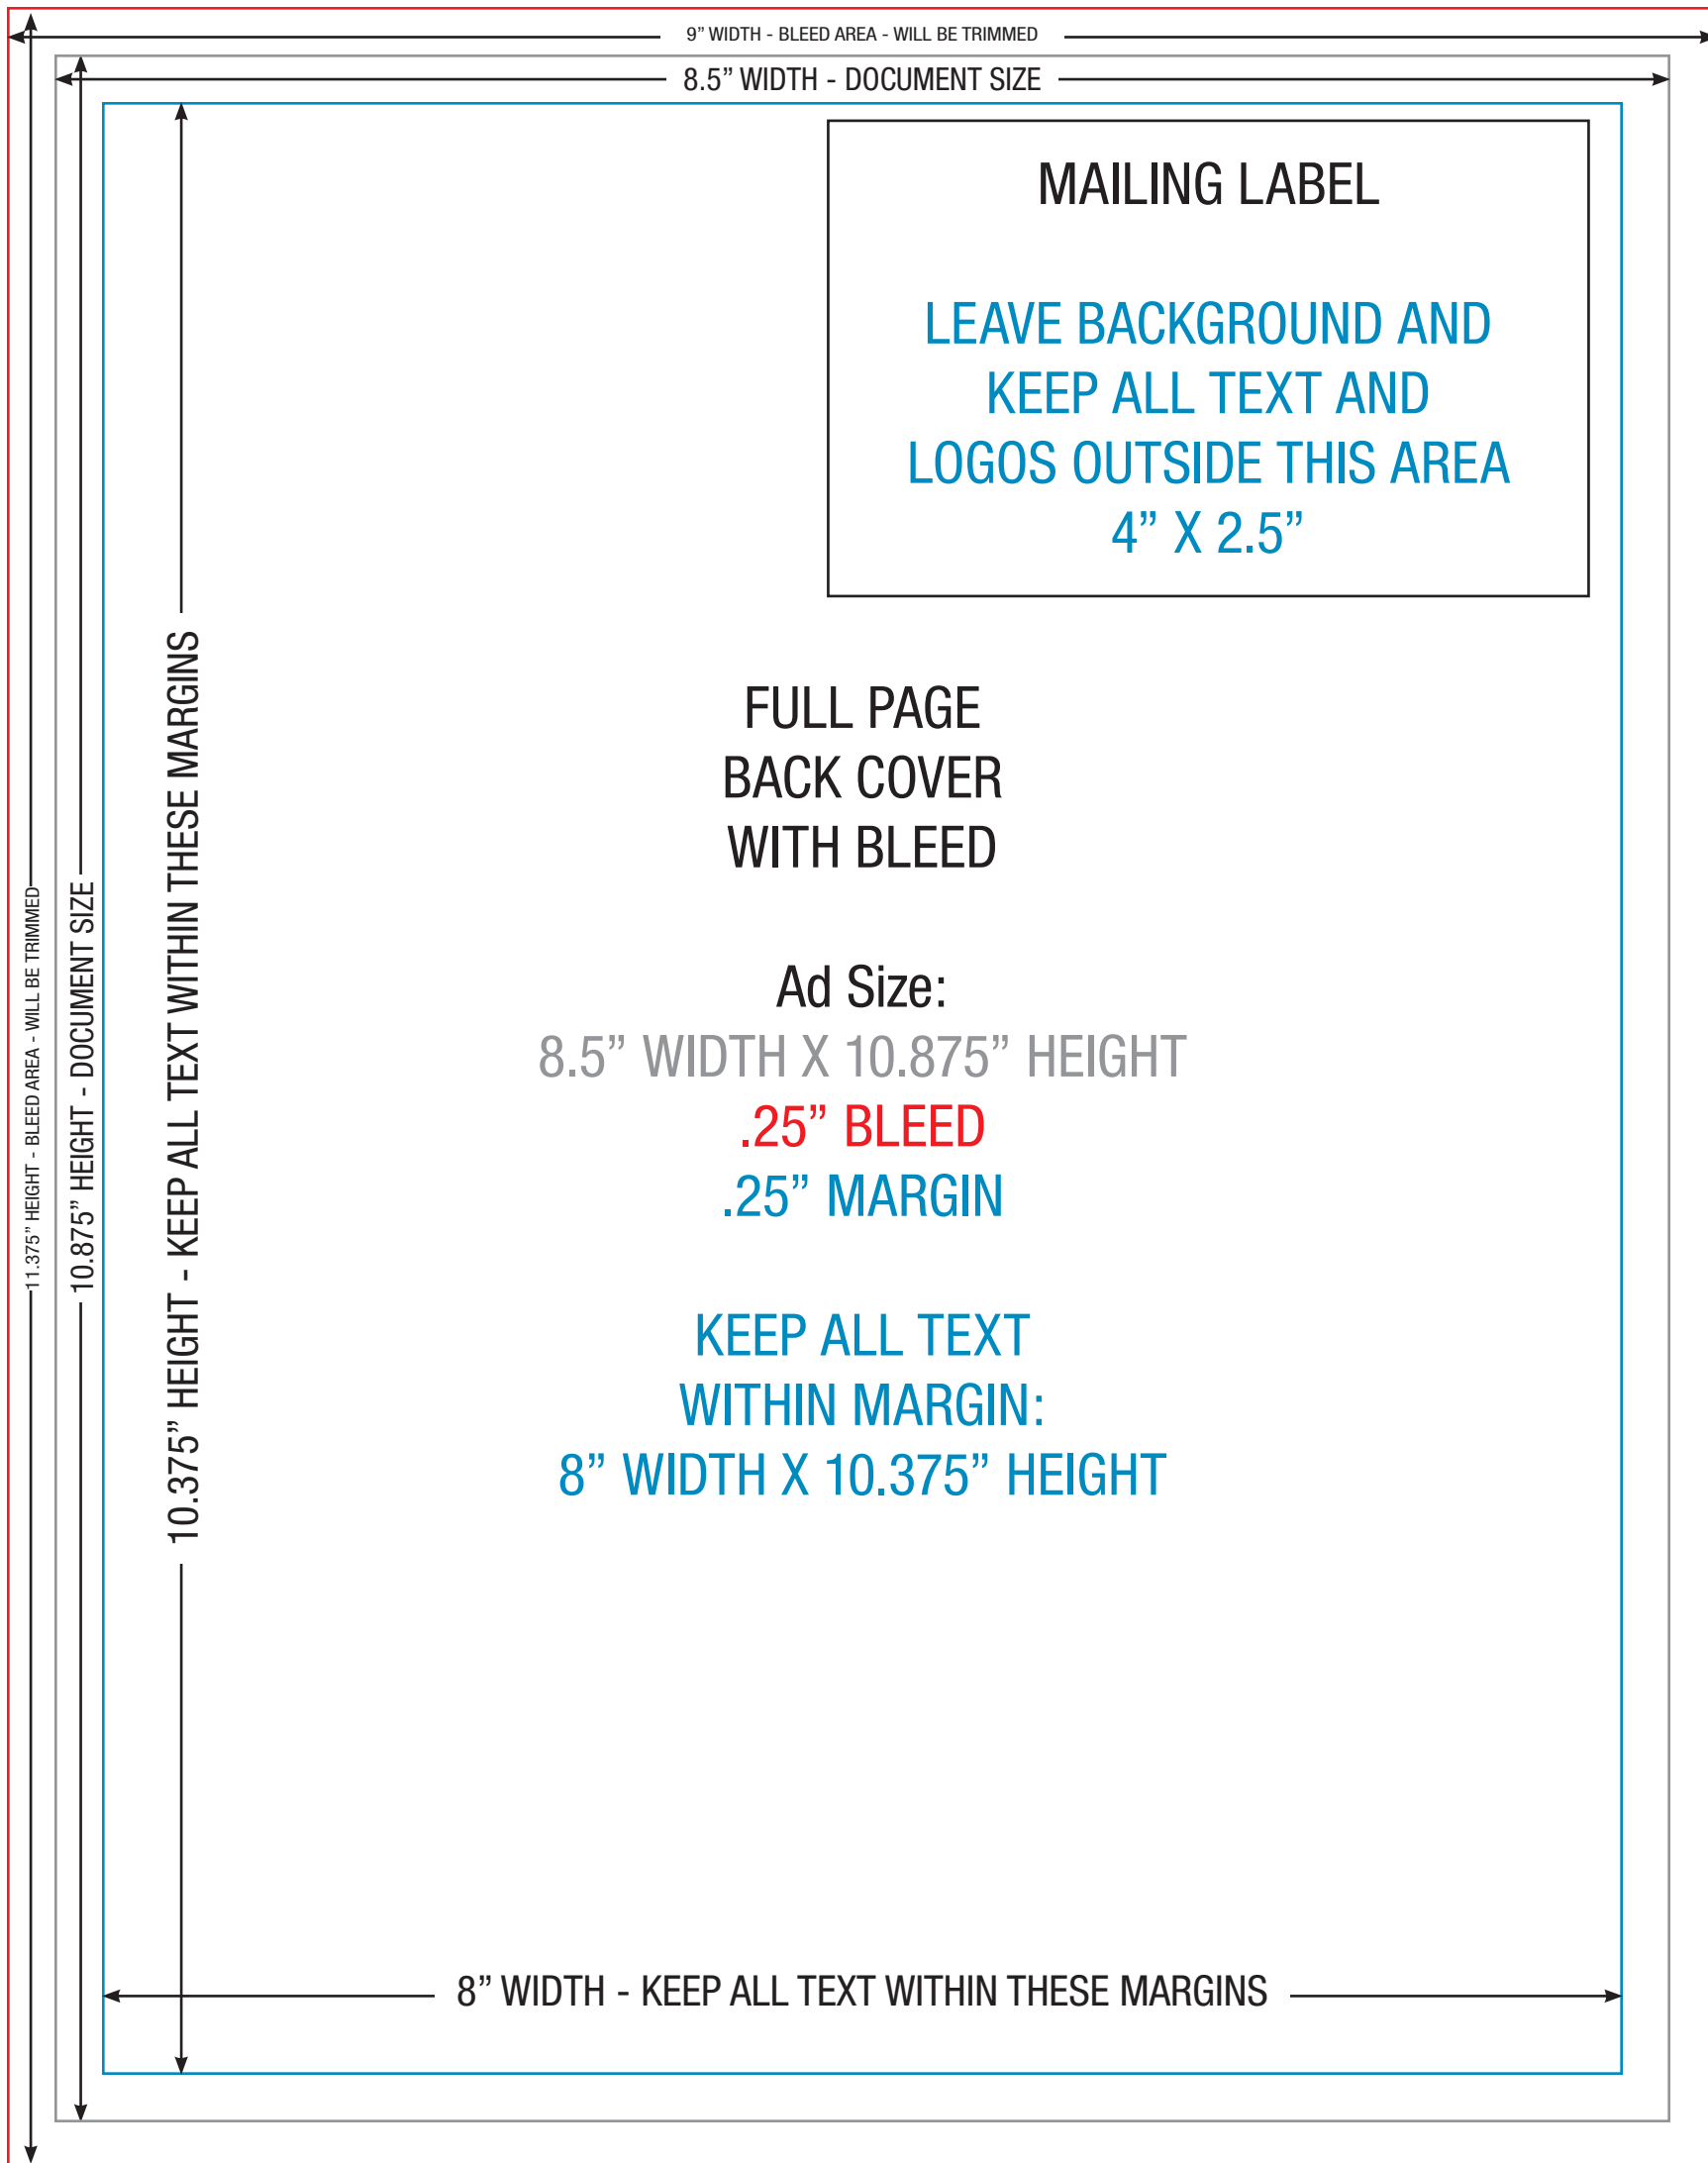 9” WIDTH - BLEED AREA - WILL BE TRIMMED
8.5” WIDTH - DOCUMENT SIZE
MAILING LABEL
LEAVE BACKGROUND AND
KEEP ALL TEXT AND
LOGOS OUTSIDE THIS AREA
4” X 2.5”
11.375” HEIGHT - BLEED AREA - WILL BE TRIMMED
10.875” HEIGHT - DOCUMENT SIZE
10.375” HEIGHT - KEEP ALL TEXT WITHIN THESE MARGINS
FULL PAGE
BACK COVER
WITH BLEED
Ad Size:
8.5” WIDTH X 10.875” HEIGHT
.25” BLEED
.25” MARGIN
KEEP ALL TEXT
WITHIN MARGIN:
8” WIDTH X 10.375” HEIGHT
8” WIDTH - KEEP ALL TEXT WITHIN THESE MARGINS